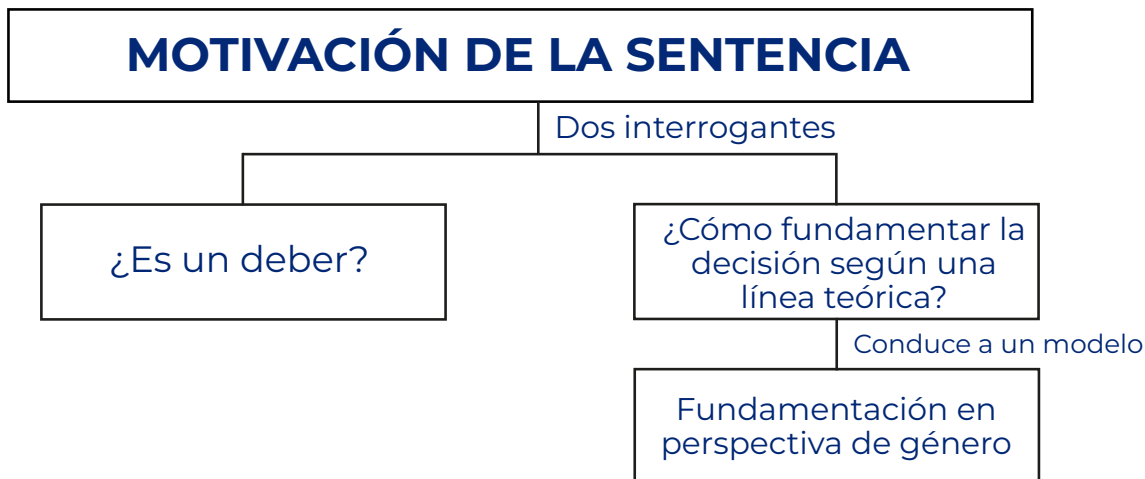 MOTIVACIÓN DE LA SENTENCIA
Dos interrogantes
¿Es un deber?
¿Cómo fundamentar la
decisión según una
línea teórica?
Conduce a un modelo
Fundamentación en
perspectiva de género